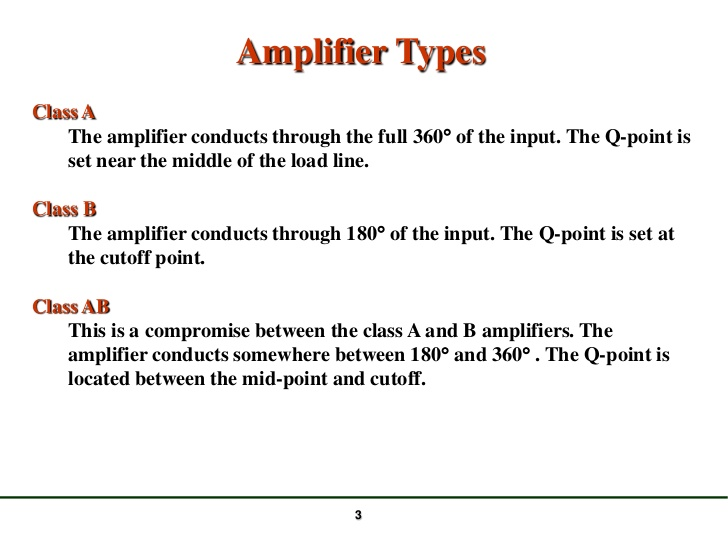 Amplifier Types
Class A
The amplifier conducts through the full 360° of the input. The Q-point is
set near the middle of the load line.
Class B
The amplifier conducts through 180° of the input. The Q-point is set at
the cutoff point.
Class AB
This is a compromise between the class A and B amplifiers. The
amplifier conducts somewhere between 180° and 360° . The Q-point is
located between the mid-point and cutoff.
3